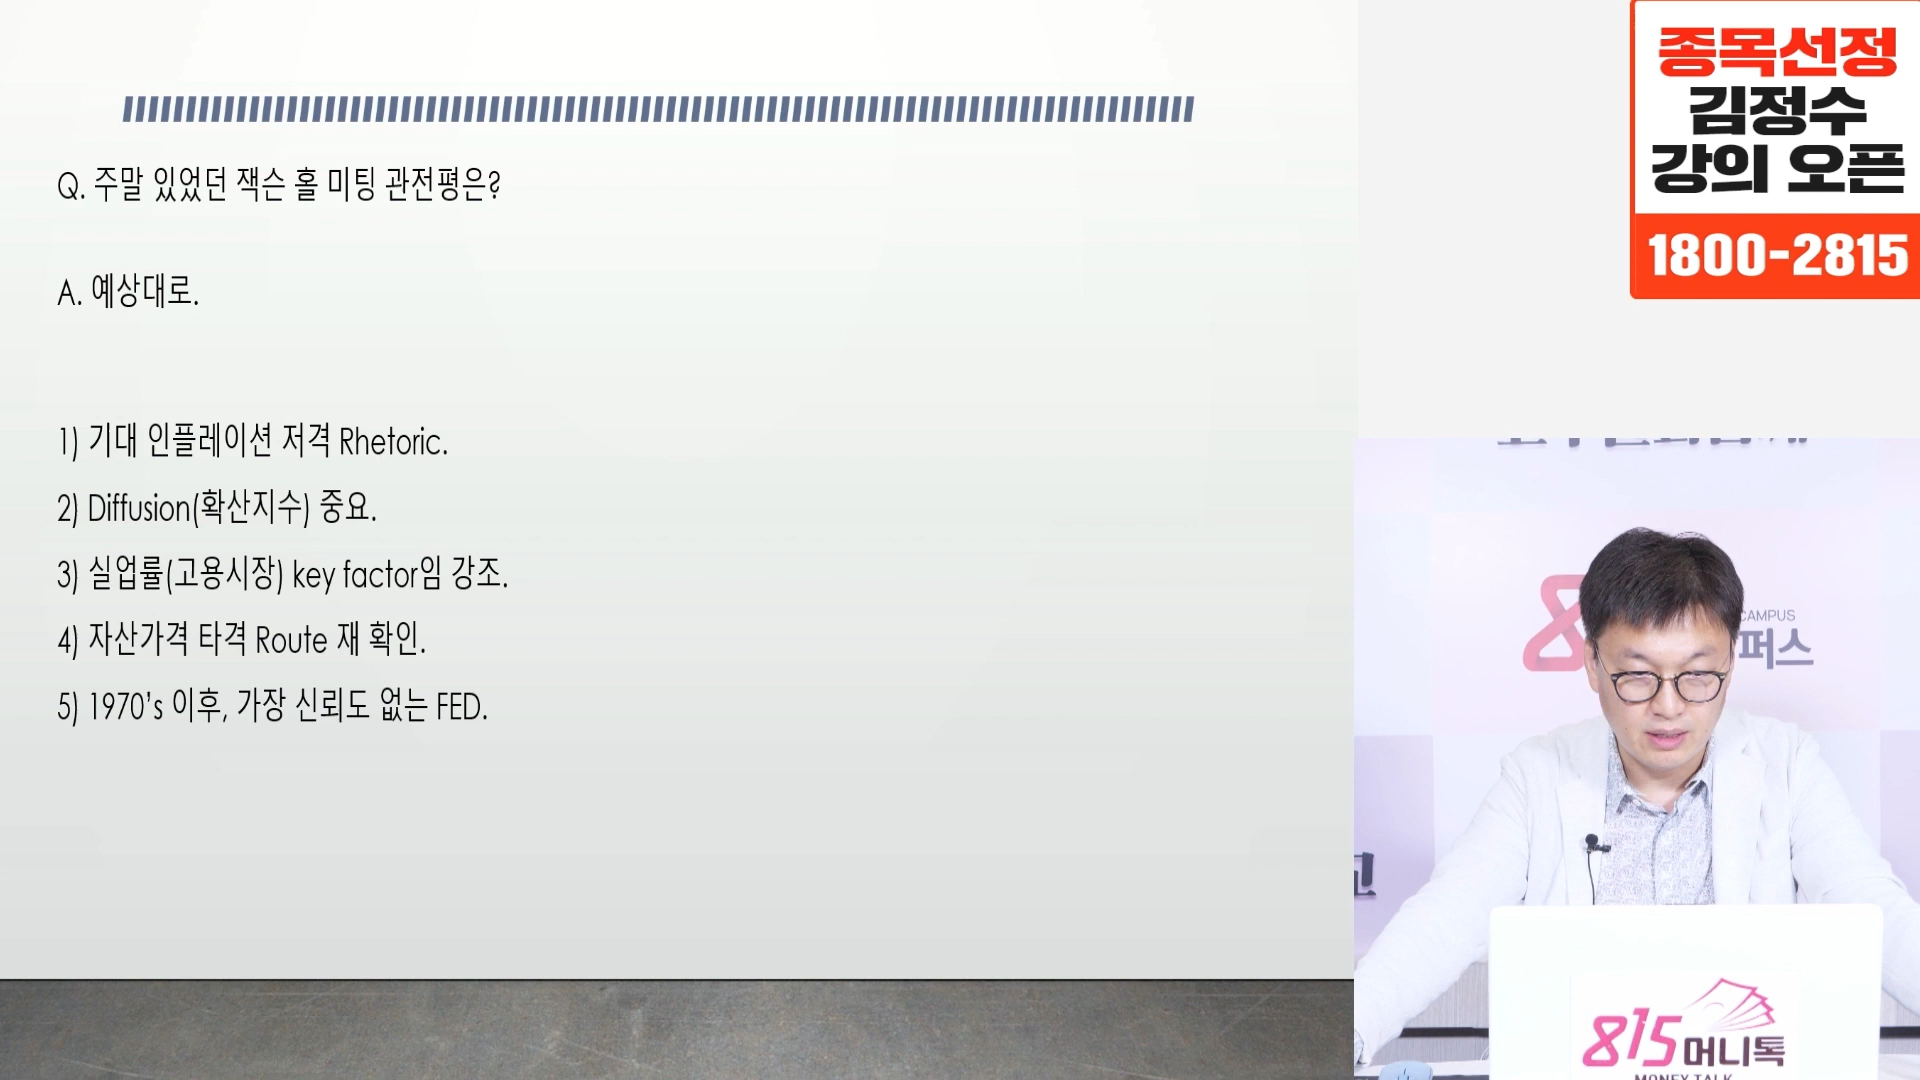 Q. 주말 있었던 잭슨 홀 미팅 관전평은?
A. 예상대로.
1) 기대 인플레이션 저격 Rhetoric.
2) Diffusion(확산지수) 중요.
3) 실업률(고용시장) key factor임 강조.
4) 자산가격 타격 Route 재 확인.
5) 1970's 이후, 가장 신뢰도 없는 FED.
종목선정
김정수
강의 오픈
1800-2815
8
CAMPUS
퍼스
고
815머니톡
MONEY TALK